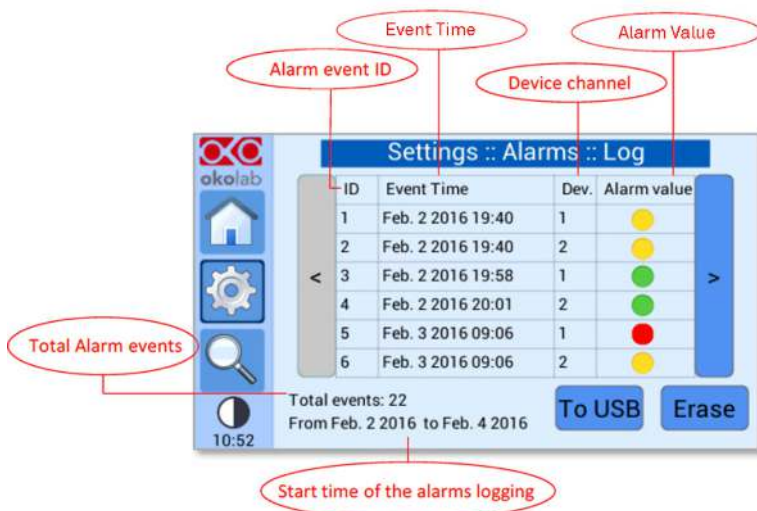 Event Time
Alarm Value
Alarm event ID
Device channel
okolab
Settings :: Alarms :: Log
ID Event Time Dev. Alarm value
1 Feb. 2 2016 19:40 1
2 Feb. 2 2016 19:40 2
< 3 Feb. 2 2016 19:58 1 >
4 Feb. 2 2016 20:01 2
5 Feb. 3 2016 09:06 1
6 Feb. 3 2016 09:06 2
Total Alarm events
Total events: 22
From Feb. 2 2016 to Feb. 4 2016
To USB
Erase
10:52
Start time of the alarms logging